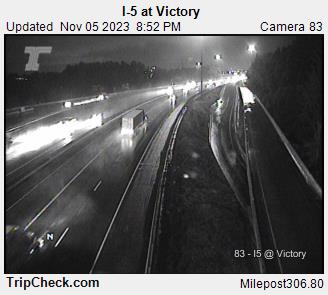 I-5 at Victory
Updated Nov 05 2023 8:52 PM Camera 83
T
N
83 - I5 @ Victory
TripCheck.com Milepost306.80